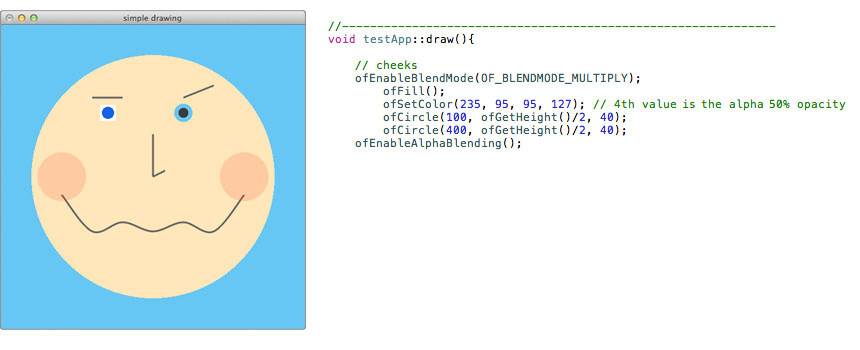 simple drawing
//--------------------------------------------------------------
void testApp::draw(){
// cheeks
ofEnableBlendMode(OF_BLENDMODE_MULTIPLY);
ofFill();
ofSetColor(235, 95, 95, 127); // 4th value is the alpha 50% opacity
ofCircle(100, ofGetHeight()/2, 40);
ofCircle(400, ofGetHeight()/2, 40);
ofEnableAlphaBlending();